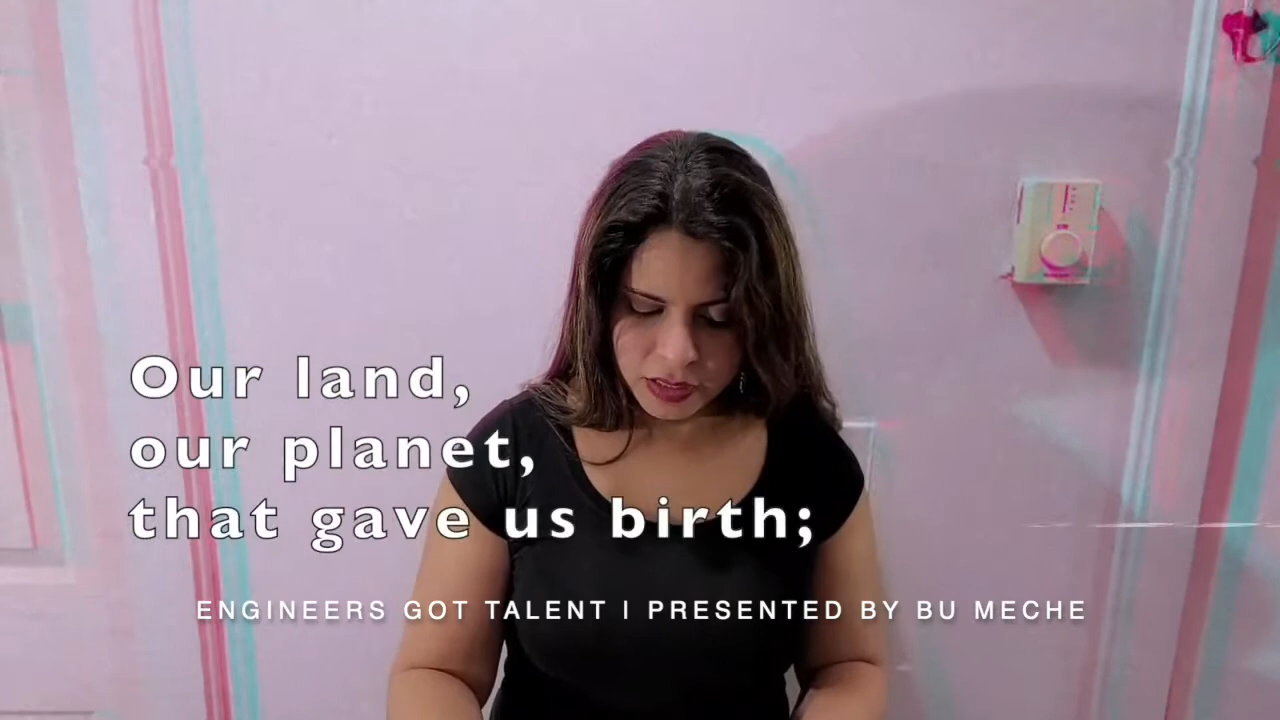 Our land,
our planet,
that gave us birth;
ENGINEERS GOT TALENT | PRESENTED BY BU MECHE